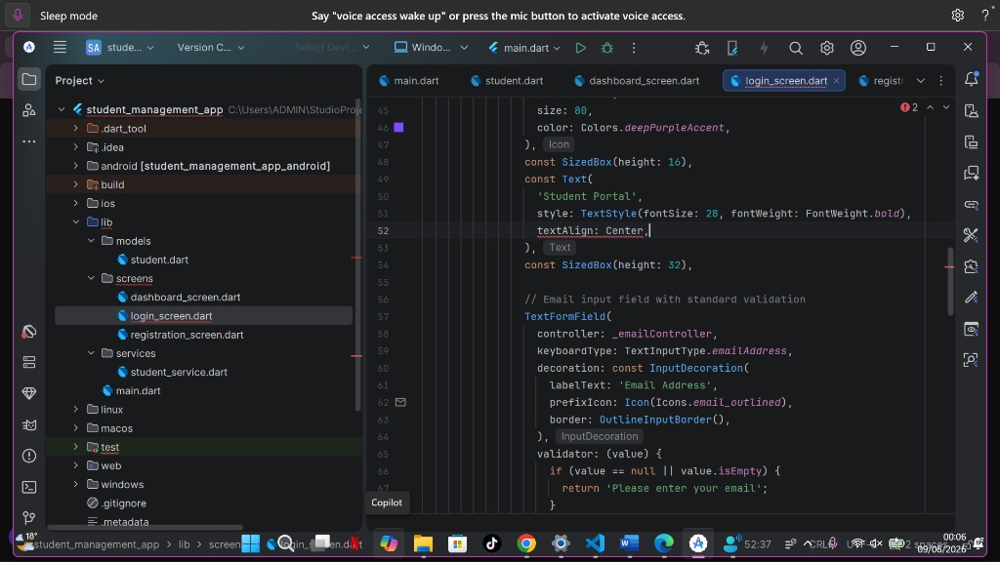 Sleep mode
Say "voice access wake up" or press the mic button to activate voice access.
SA stude...
Version C...
Select Devi...
Windo...
main.dart
Project
main.dart
student.dart
dashboard_screen.dart
login_screen.dart
registr
student_management_app C:\Users\ADMIN\StudioProje
.dart_tool
.idea
android [student_management_app_android]
build
ios
lib
models
student.dart
screens
dashboard_screen.dart
login_screen.dart
registration_screen.dart
services
student_service.dart
main.dart
linux
macos
test
web
windows
.gitignore
.metadata
2
45 size: 80,
46 color: Colors.deepPurpleAccent,
47 ), Icon
48 const SizedBox(height: 16),
49 const Text(
50 'Student Portal',
51 style: TextStyle(fontSize: 28, fontWeight: FontWeight.bold),
52 textAlign: Center,
53 ), Text
54 const SizedBox(height: 32),
55
56 // Email input field with standard validation
57 TextFormField(
58 controller: _emailController,
59 keyboardType: TextInputType.emailAddress,
60 decoration: const InputDecoration(
61 labelText: 'Email Address',
62 prefixIcon: Icon(Icons.email_outlined),
63 border: OutlineInputBorder(),
64 ), InputDecoration
65 validator: (value) {
66 if (value == null || value.isEmpty) {
67 return 'Please enter your email';
}
Copilot
18°
student_management_app > lib > screen
52:37
CRL
2 spaces
00:06
09/06/2026